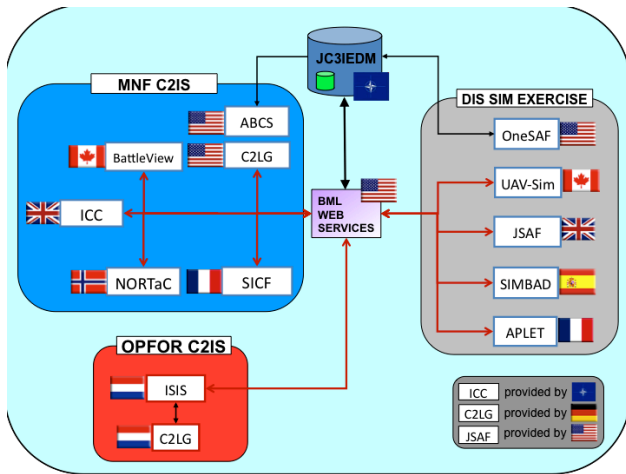 JC3IEDM
MNF C2IS
DIS SIM EXERCISE
ABCS
OneSAF
BattleView
C2LG
UAV-Sim
BML
WEB
SERVICES
ICC
JSAF
NORTaC
SICF
SIMBAD
APLET
OPFOR C2IS
ISIS
C2LG
ICC provided by
C2LG provided by
JSAF provided by